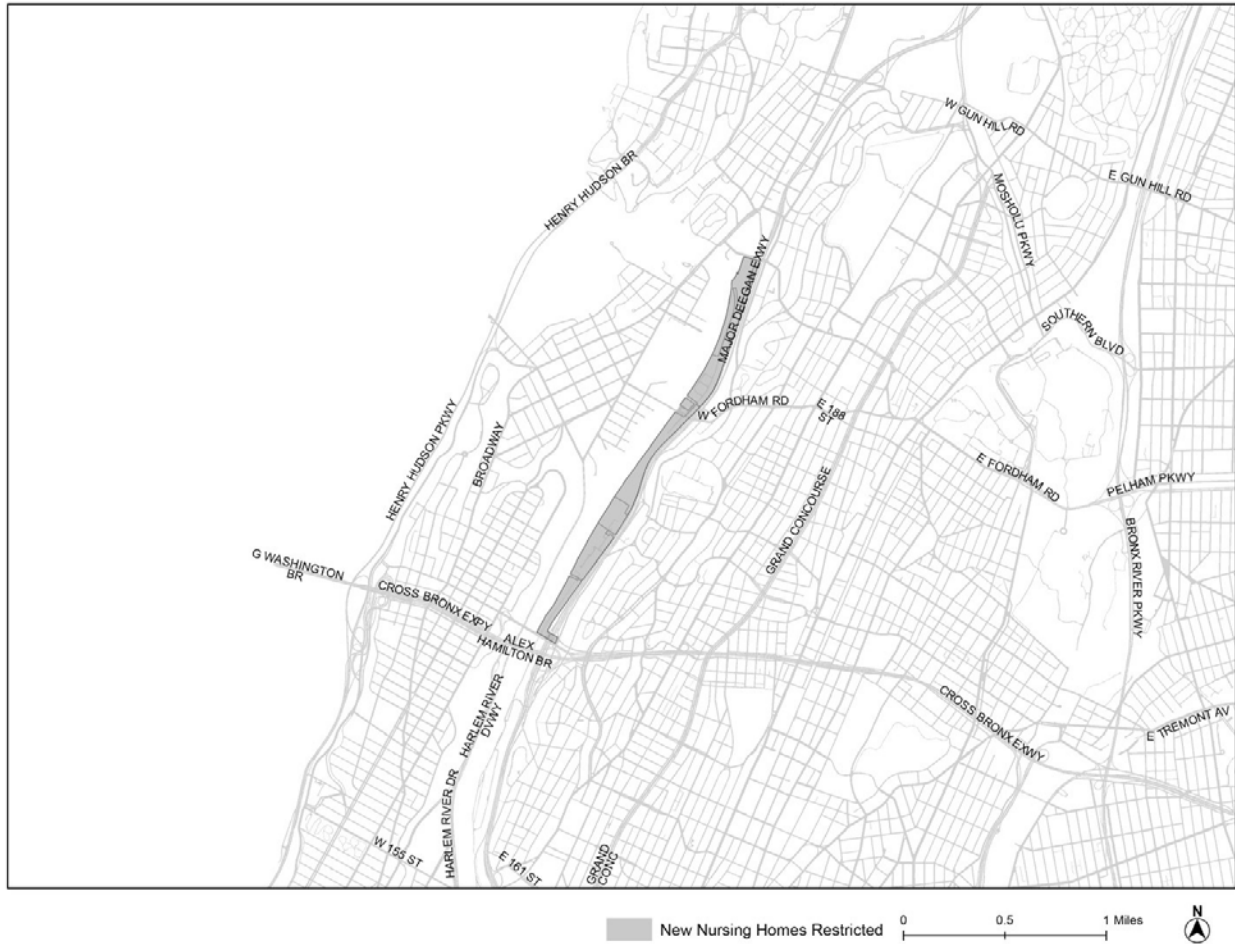 W GUN HILL RD
E GUN HILL RD
HENRY HUDSON BR
MOSHOLU PKWY
MAJOR DEEGAN EXWY
SOUTHERN BLVD
W FORDHAM RD
E 188
ST
HENRY HUDSON PKWY
BROADWAY
E FORDHAM RD
PELHAM PKWY
GRAND CONCOURSE
BRONX RIVER PKWY
G WASHINGTON
BR
CROSS BRONX EXPY
ALEX
HAMILTON BR
HARLEM RIVER
DVWY
CROSS BRONX EXWY
E TREMONT AV
HARLEM RIVER DR
W 155 ST
E 161 ST
GRAND
CONC
New Nursing Homes Restricted
0 0.5 1 Miles
N